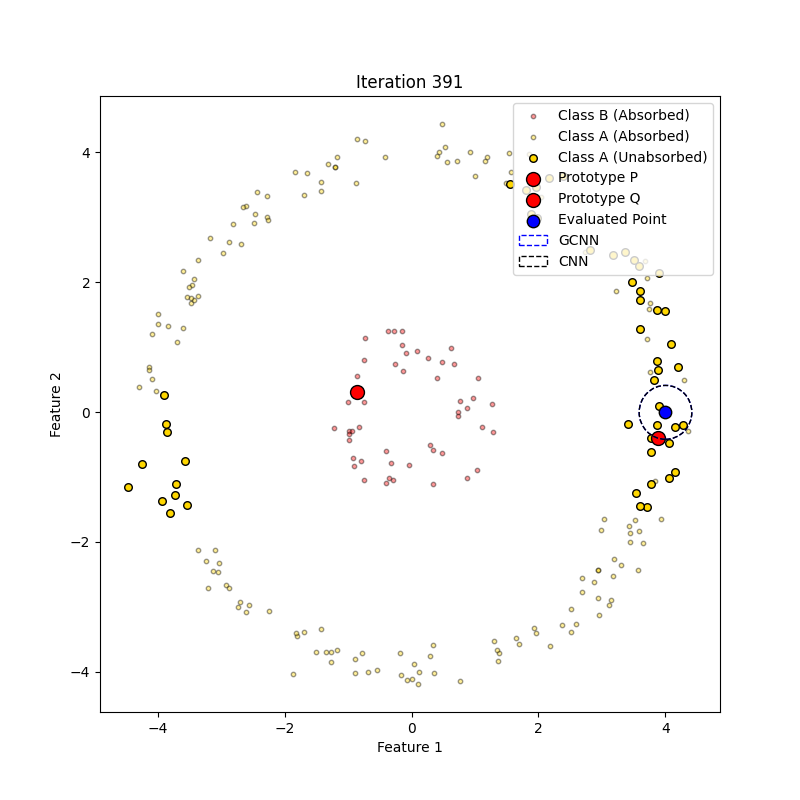 Iteration 391
Class B (Absorbed)
Class A (Absorbed)
Class A (Unabsorbed)
Prototype P
Prototype Q
Evaluated Point
GCNN
CNN
4
2
0
−2
−4
Feature 2
−4
−2
0
2
4
Feature 1